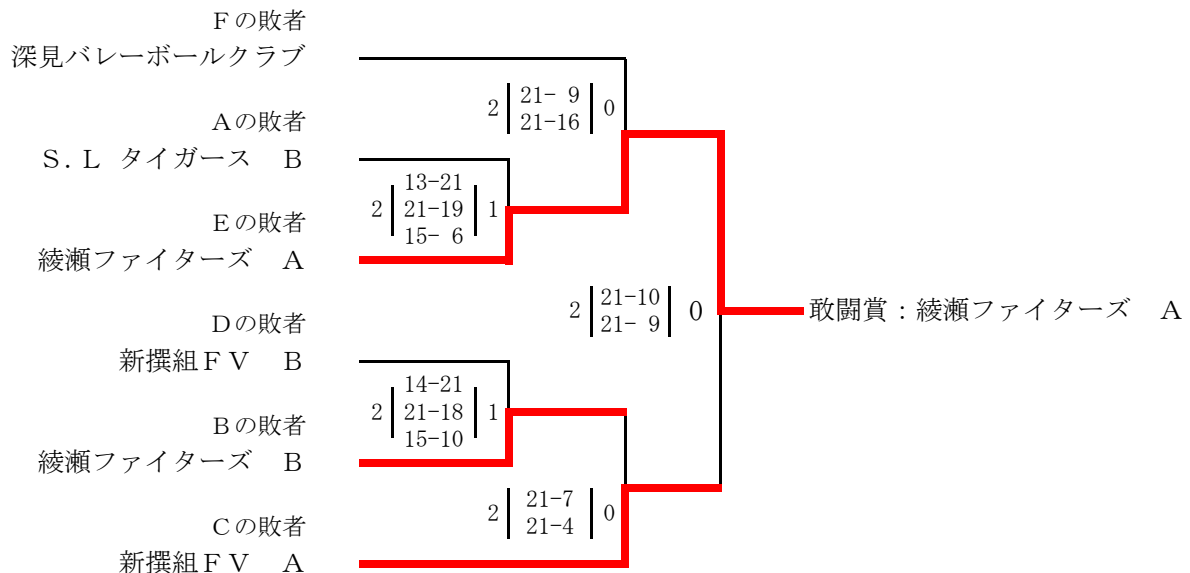 Fの敗者
深見バレーボールクラブ
2 21- 9 0
21-16
Aの敗者
S.L タイガース B
13-21
2 21-19 1
15- 6
Eの敗者
綾瀬ファイターズ A
2 21-10 0
21- 9
敢闘賞：綾瀬ファイターズ A
Dの敗者
新撰組FV B
14-21
2 21-18 1
15-10
Bの敗者
綾瀬ファイターズ B
2 21-7 0
21-4
Cの敗者
新撰組FV A